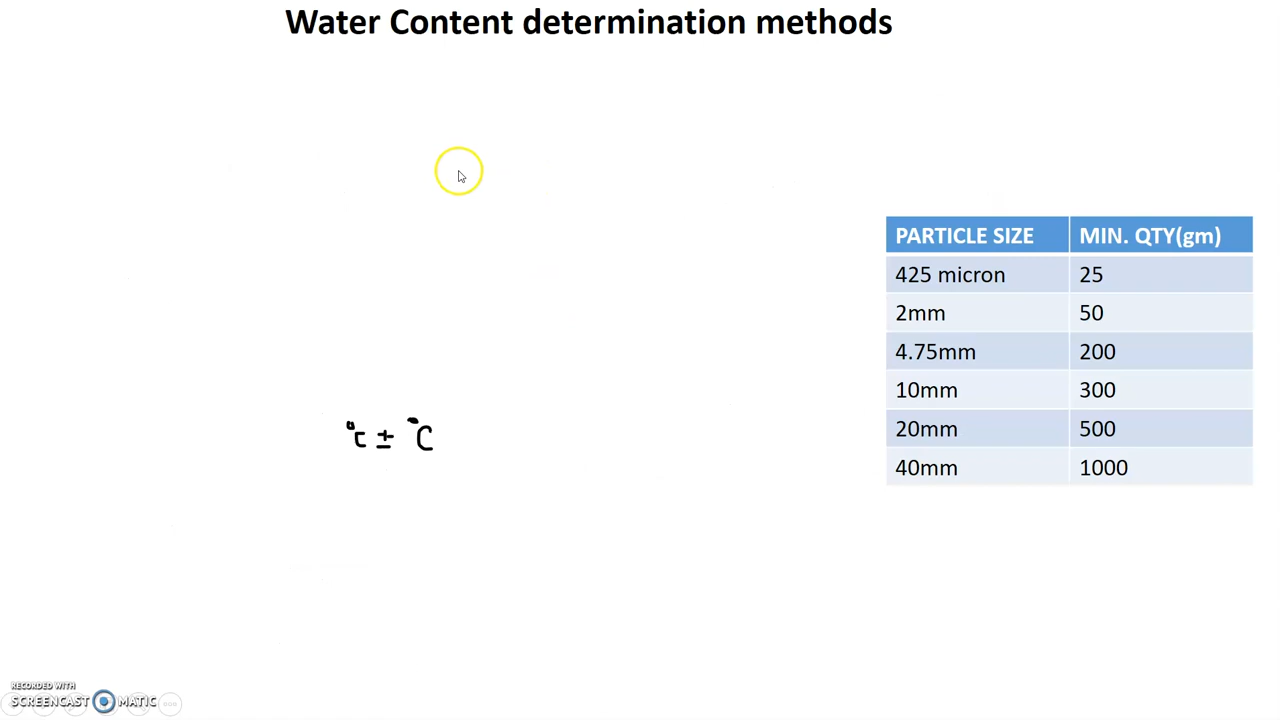 Water Content determination methods
PARTICLE SIZE MIN. QTY(gm)
425 micron 25
2mm 50
4.75mm 200
10mm 300
20mm 500
40mm 1000
°c ± °C
RECORDED WITH
SCREENCAST MATIC